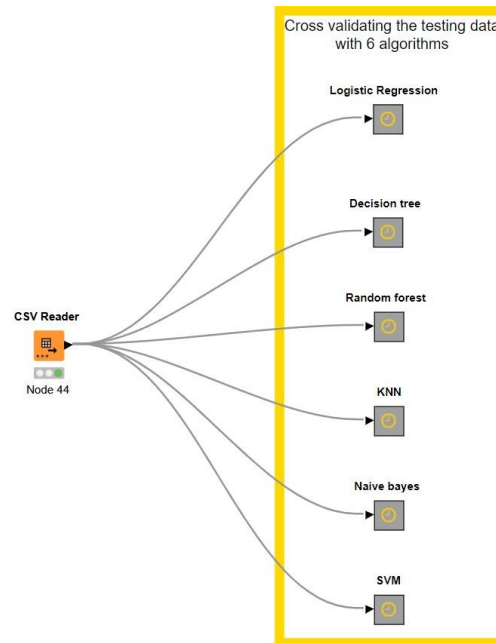 Cross validating the testing data
with 6 algorithms
Logistic Regression
Decision tree
Random forest
CSV Reader
Node 44
KNN
Naive bayes
SVM